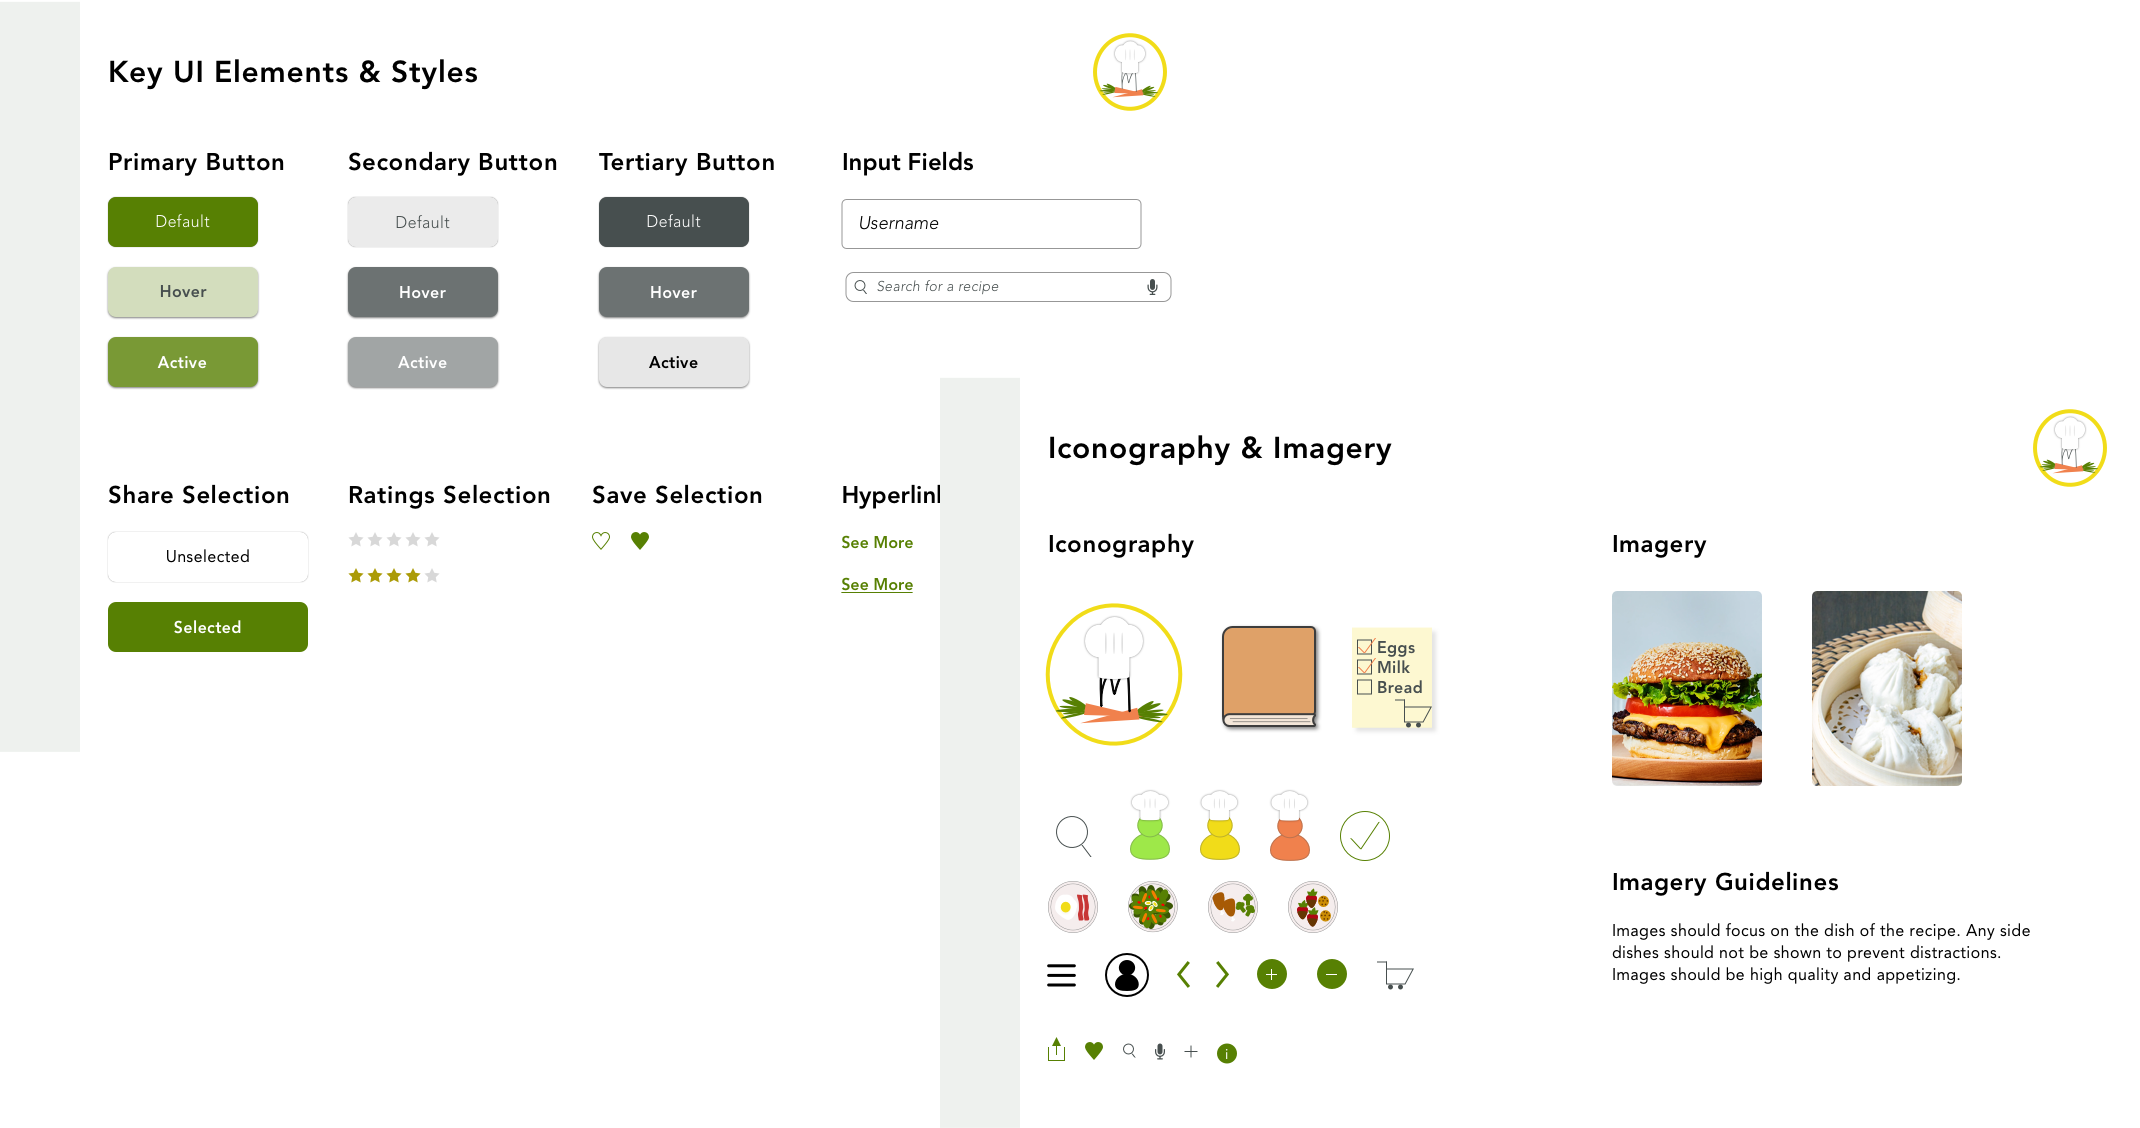 Key UI Elements & Styles
Primary Button
Default
Hover
Active
Secondary Button
Default
Hover
Active
Tertiary Button
Default
Hover
Active
Input Fields
Username
Search for a recipe
Share Selection
Unselected
Selected
Ratings Selection
Save Selection
Hyperlin
See More
See More
Iconography & Imagery
Iconography
Eggs
Milk
Bread
i
Imagery
Imagery Guidelines
Images should focus on the dish of the recipe. Any side
dishes should not be shown to prevent distractions.
Images should be high quality and appetizing.